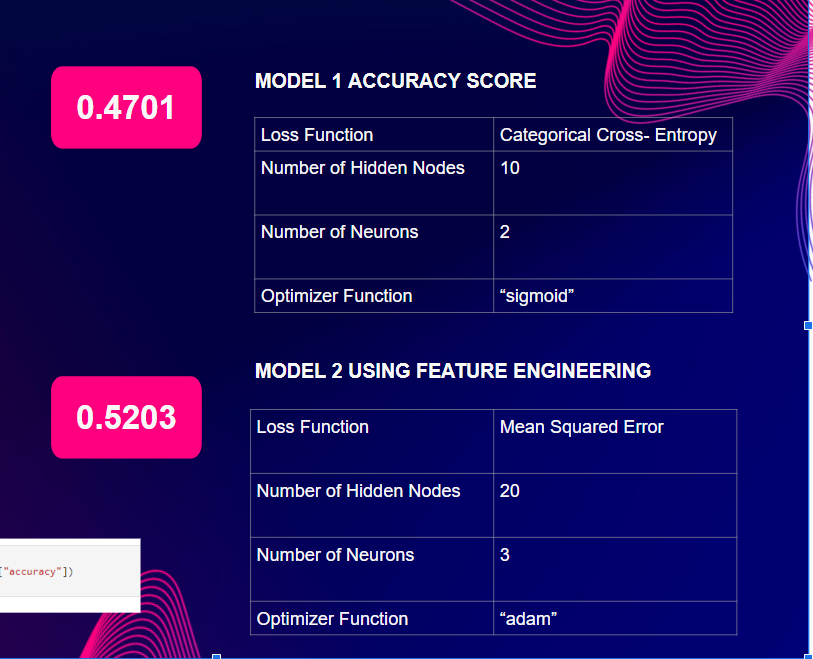 0.4701
MODEL 1 ACCURACY SCORE
Loss Function Categorical Cross- Entropy
Number of Hidden Nodes 10
Number of Neurons 2
Optimizer Function “sigmoid”
0.5203
MODEL 2 USING FEATURE ENGINEERING
Loss Function Mean Squared Error
Number of Hidden Nodes 20
Number of Neurons 3
["accuracy"])
Optimizer Function “adam”